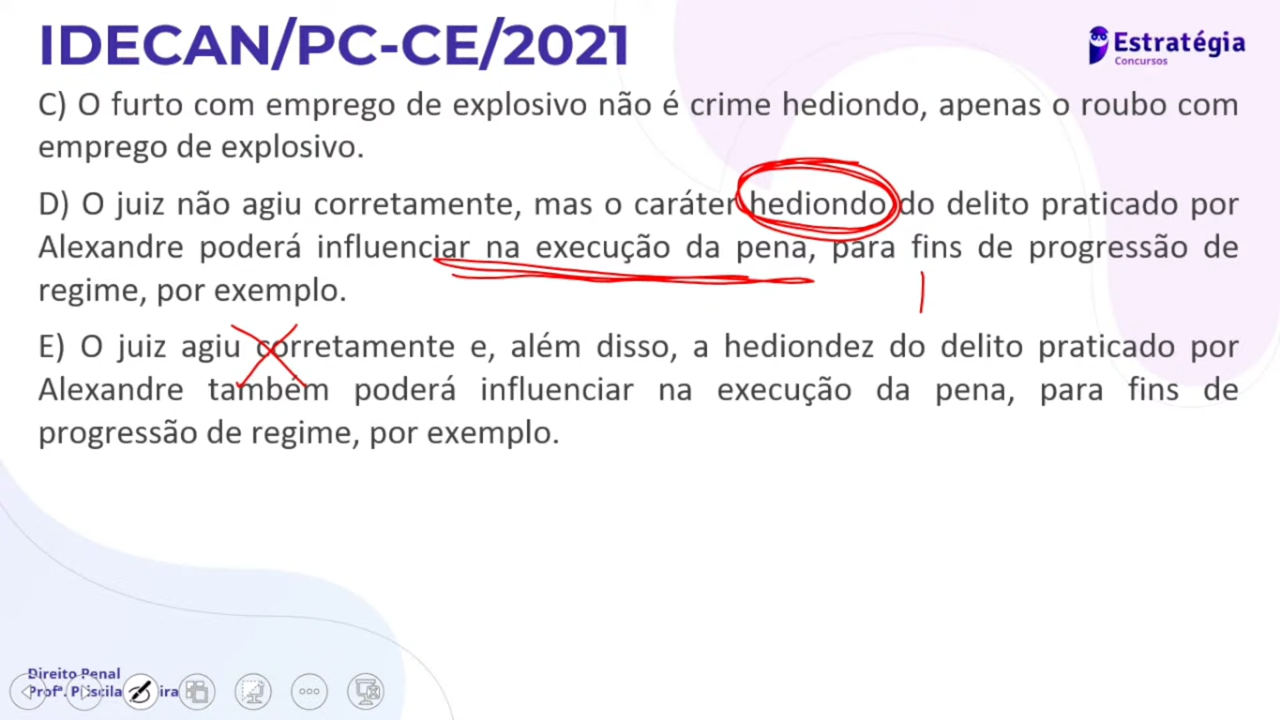 IDECAN/PC-CE/2021
Estratégia
Concursos
C) O furto com emprego de explosivo não é crime hediondo, apenas o roubo com
emprego de explosivo.
D) O juiz não agiu corretamente, mas o caráter hediondo do delito praticado por
Alexandre poderá influenciar na execução da pena, para fins de progressão de
regime, por exemplo.
E) O juiz agiu corretamente e, além disso, a hediondez do delito praticado por
Alexandre também poderá influenciar na execução da pena, para fins de
progressão de regime, por exemplo.
Direito Penal
Profª. Priscila